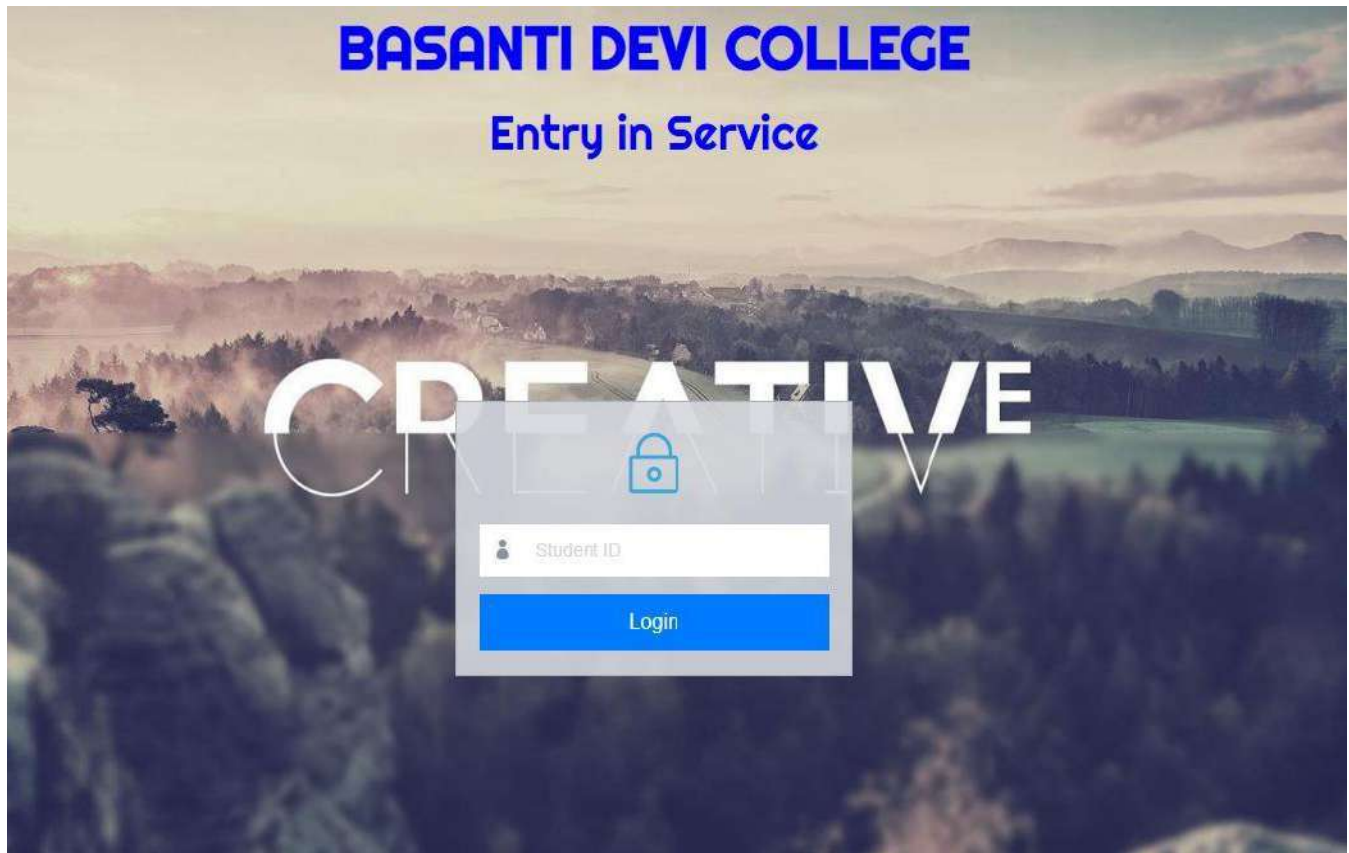 BASANTI DEVI COLLEGE
Entry in Service
CREATIVE
Student ID
Login